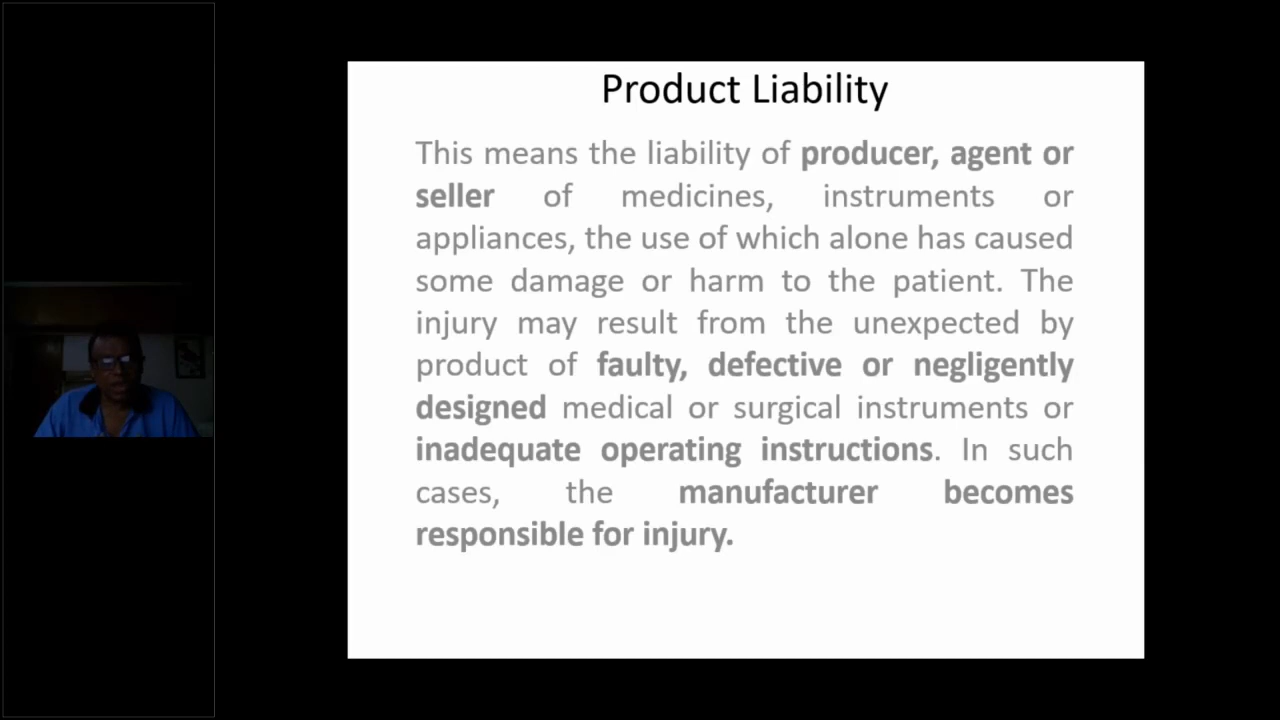 Product Liability
This means the liability of producer, agent or
seller of medicines, instruments or
appliances, the use of which alone has caused
some damage or harm to the patient. The
injury may result from the unexpected by
product of faulty, defective or negligently
designed medical or surgical instruments or
inadequate operating instructions. In such
cases, the manufacturer becomes
responsible for injury.